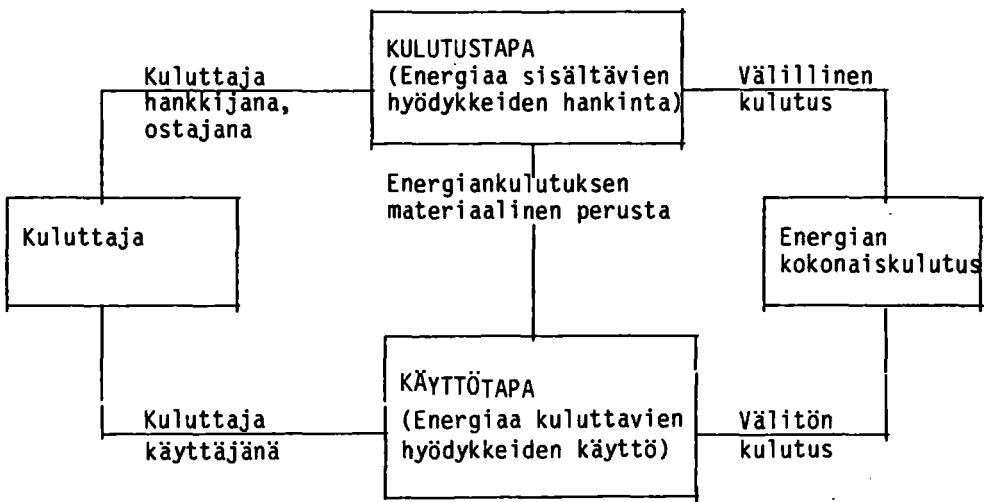 KULUTUSTAPA
(Energiaa sisältävien
hyödykkeiden hankinta)
Kuluttaja
hankkijana,
ostajana
Välillinen
kulutus
Energiankulutuksen
materiaalinen perusta
Kuluttaja
Energian
kokonaiskulutus
KÄYTTÖTAPA
(Energiaa kuluttavien
hyödykkeiden käyttö)
Kuluttaja
käyttäjänä
Välitön
kulutus